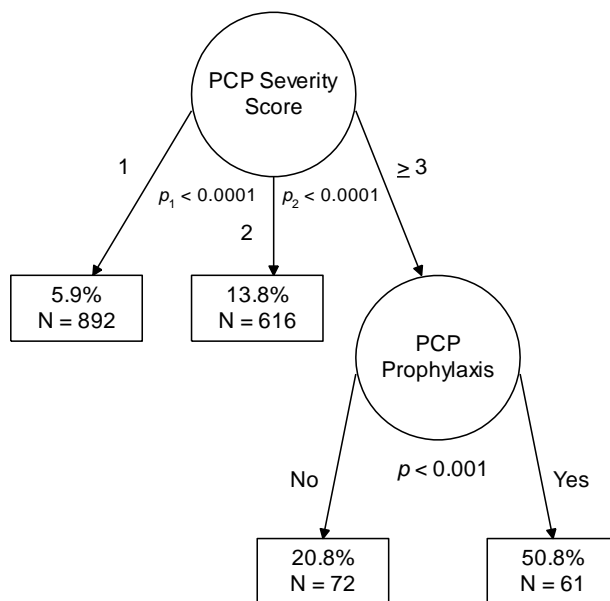 PCP Severity
Score
1
p₁ < 0.0001
p₂ < 0.0001
≥ 3
2
5.9%
N = 892
13.8%
N = 616
PCP
Prophylaxis
No
p < 0.001
Yes
20.8%
N = 72
50.8%
N = 61